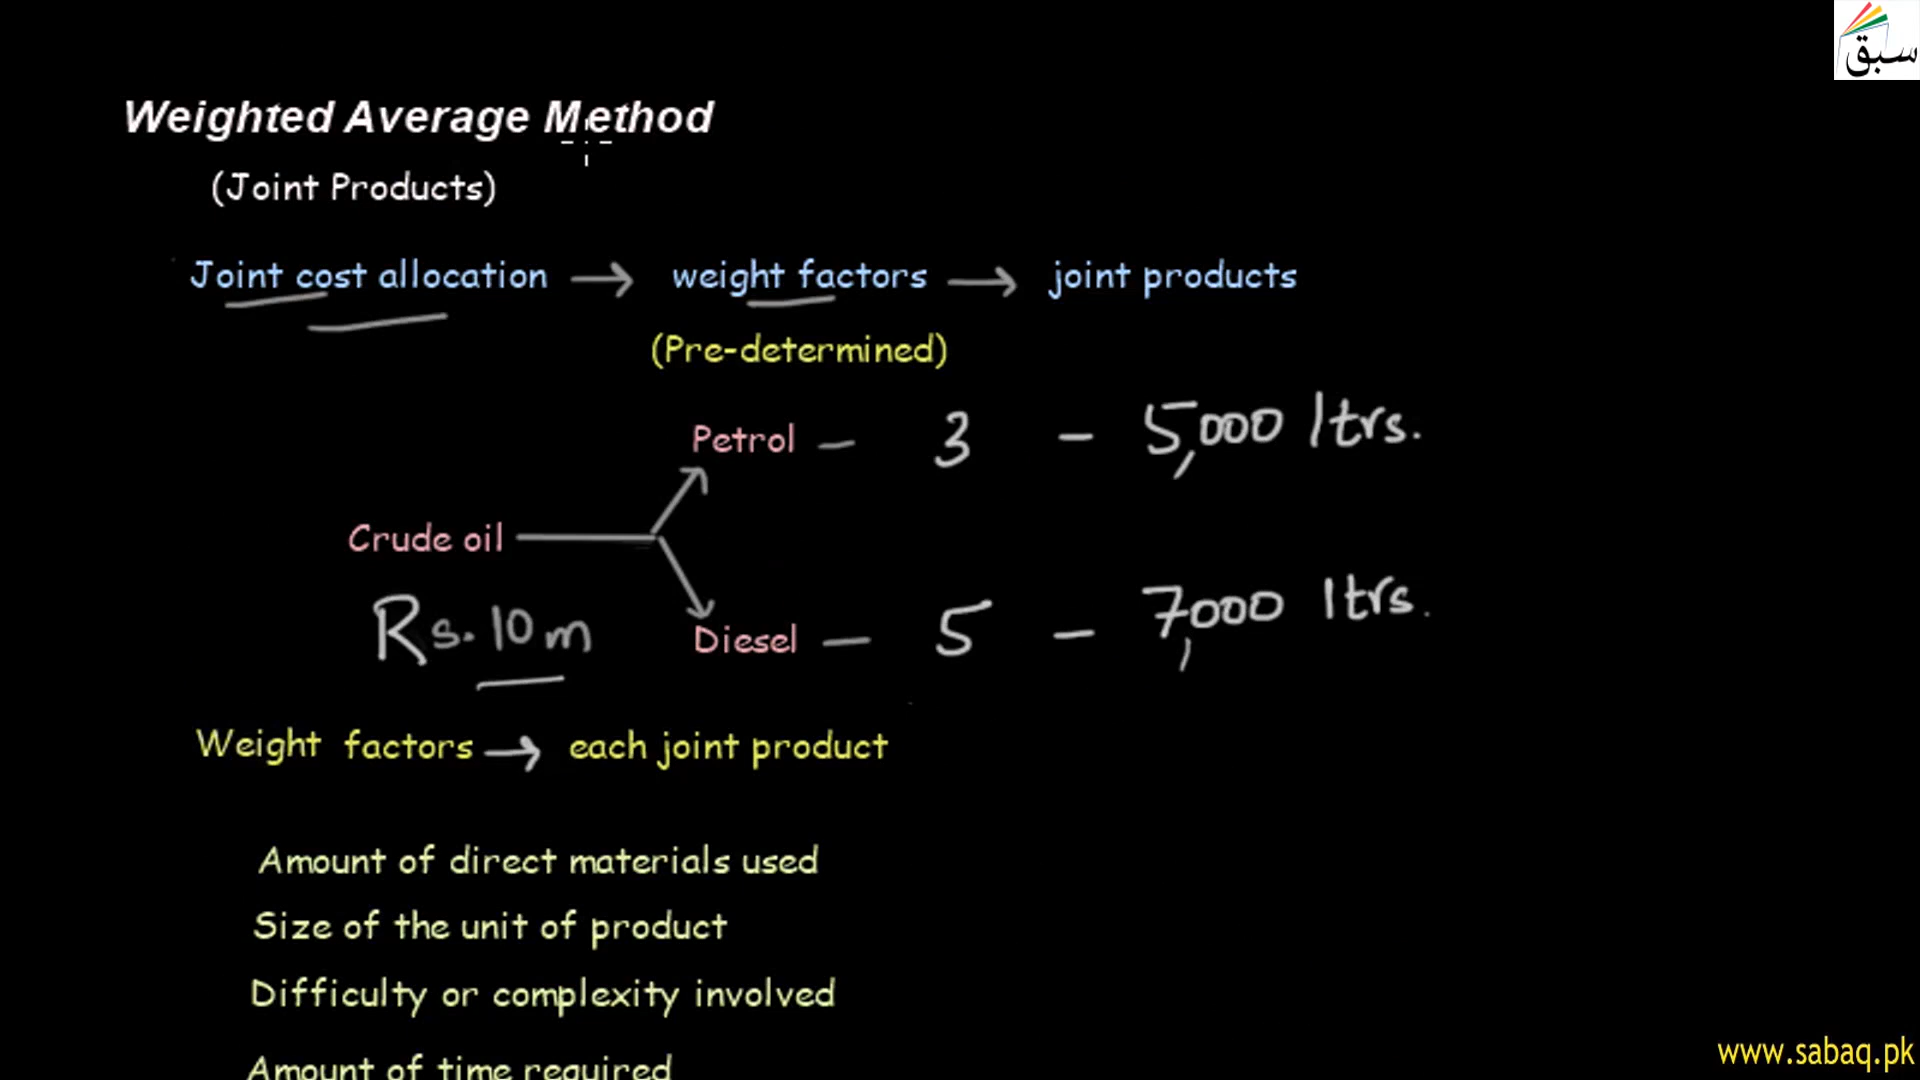 سبق
Weighted Average Method
(Joint Products)
Joint cost allocation → weight factors → joint products
(Pre-determined)
Petrol – 3 – 5,000 ltrs.
Crude oil
Rs. 10 m
Diesel – 5 – 7,000 ltrs.
Weight factors → each joint product
Amount of direct materials used
Size of the unit of product
Difficulty or complexity involved
Amount of time required
www.sabaq.pk